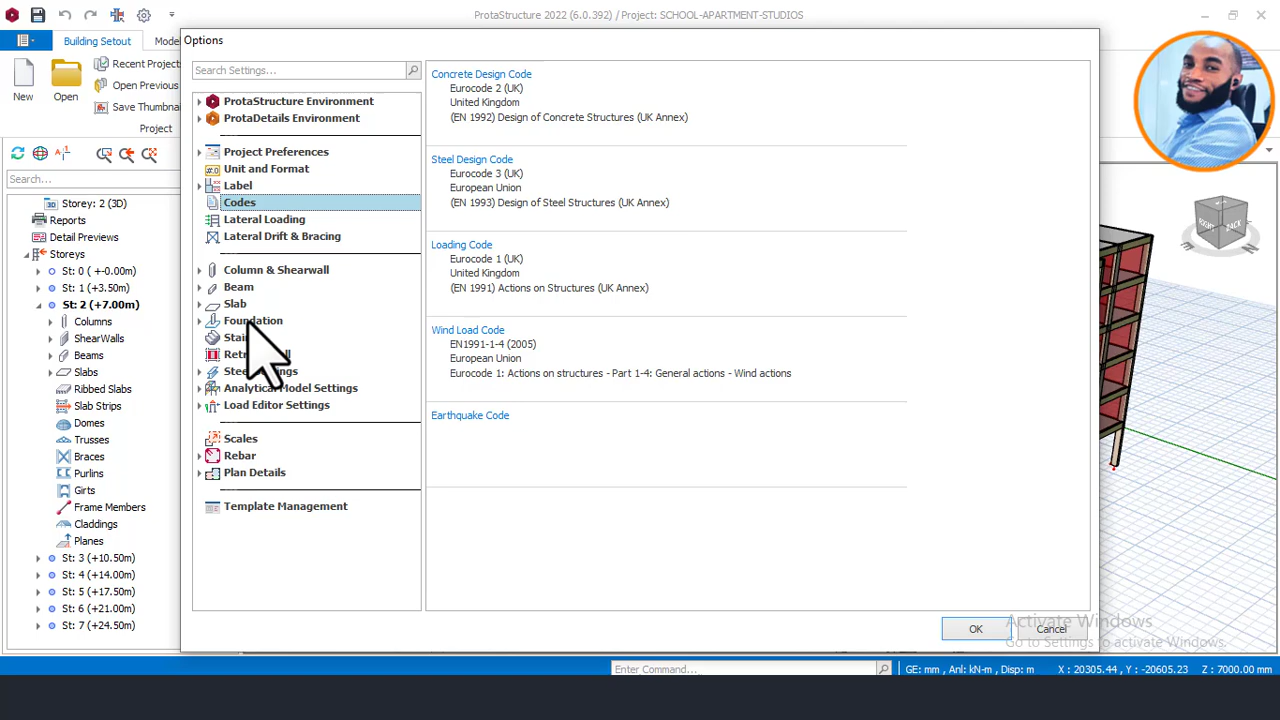 ProtaStructure 2022 (6.0.392) / Project: SCHOOL-APARTMENT-STUDIOS
Building Setout
New
Open
Recent Project
Open Previous
Save Thumbna
Project
Search...
Storey: 2 (3D)
Reports
Detail Previews
Storeys
St: 0 ( +-0.00m)
St: 1 (+3.50m)
St: 2 (+7.00m)
Columns
ShearWalls
Beams
Slabs
Ribbed Slabs
Slab Strips
Domes
Trusses
Braces
Purlins
Girts
Frame Members
Claddings
Planes
St: 3 (+10.50m)
St: 4 (+14.00m)
St: 5 (+17.50m)
St: 6 (+21.00m)
St: 7 (+24.50m)
Options
Search Settings...
ProtaStructure Environment
ProtaDetails Environment
Project Preferences
Unit and Format
Label
Codes
Lateral Loading
Lateral Drift & Bracing
Column & Shearwall
Beam
Slab
Foundation
Analytical Model Settings
Load Editor Settings
Scales
Rebar
Plan Details
Template Management
Concrete Design Code
Eurocode 2 (UK)
United Kingdom
(EN 1992) Design of Concrete Structures (UK Annex)
Steel Design Code
Eurocode 3 (UK)
European Union
(EN 1993) Design of Steel Structures (UK Annex)
Loading Code
Eurocode 1 (UK)
United Kingdom
(EN 1991) Actions on Structures (UK Annex)
Wind Load Code
EN1991-1-4 (2005)
European Union
Eurocode 1: Actions on structures - Part 1-4: General actions - Wind actions
Earthquake Code
OK
Cancel
RIGHT
BACK
Activate Windows
Go to Settings to activate Windows.
Enter Command...
GE: mm , Anl: kN-m , Disp: m
X : 20305.44 , Y : -20605.23
Z : 7000.00 mm